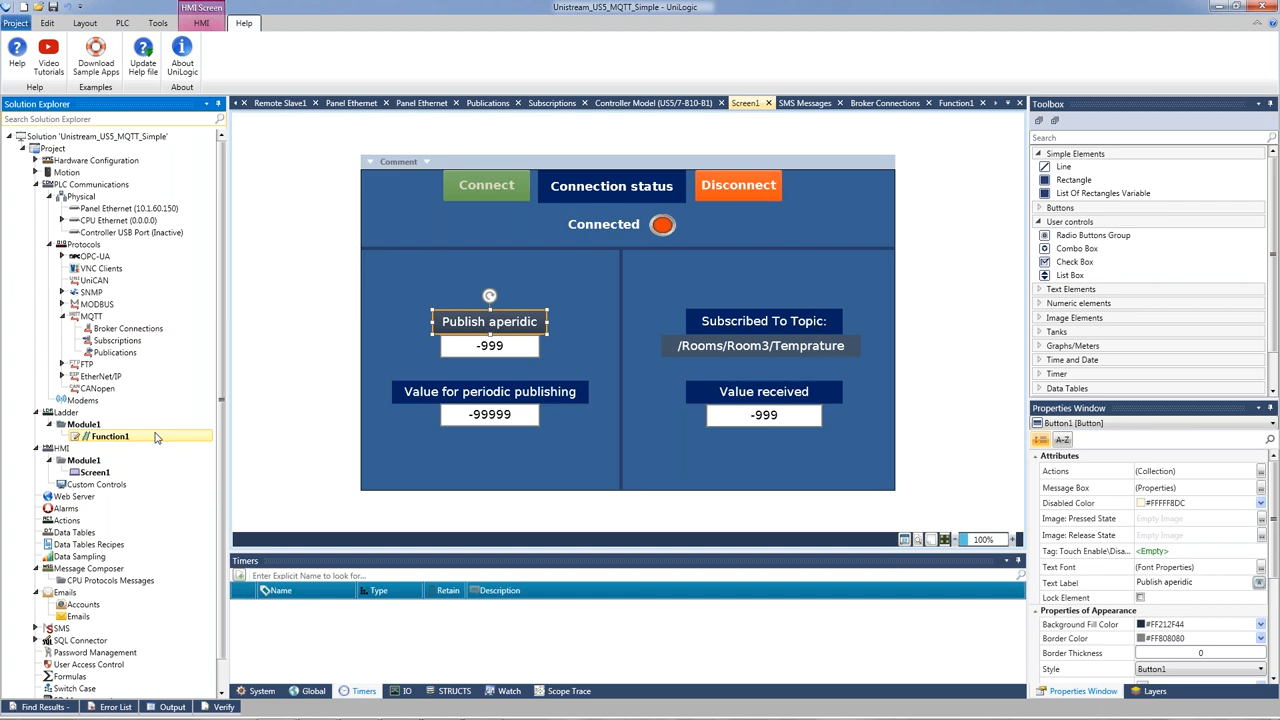 HMI Screen
Unistream_US5_MQTT_Simple - UniLogic
Project
Edit
Layout
PLC
Tools
HMI
Help
Help
Video Tutorials
Download Sample Apps
Update Help file
About UniLogic
Help
Examples
About
Solution Explorer
Search Solution Explorer
Solution 'Unistream_US5_MQTT_Simple'
Project
Hardware Configuration
Motion
PLC Communications
Physical
Panel Ethernet (10.1.60.150)
CPU Ethernet (0.0.0.0)
Controller USB Port (Inactive)
Protocols
OPC-UA
VNC Clients
UniCAN
SNMP
MODBUS
MQTT
Broker Connections
Subscriptions
Publications
FTP
EtherNet/IP
CANopen
Modems
Ladder
Module1
Function1
HMI
Module1
Screen1
Custom Controls
Web Server
Alarms
Actions
Data Tables
Data Tables Recipes
Data Sampling
Message Composer
CPU Protocols Messages
Emails
Accounts
Emails
SMS
SQL Connector
Password Management
User Access Control
Formulas
Switch Case
Remote Slave1
Panel Ethernet
Panel Ethernet
Publications
Subscriptions
Controller Model (US5/7-B10-B1)
Screen1
SMS Messages
Broker Connections
Function1
Comment
Connect
Connection status
Disconnect
Connected
Publish aperidic
-999
Value for periodic publishing
-99999
Subscribed To Topic:
/Rooms/Room3/Temprature
Value received
-999
100%
Timers
Enter Explicit Name to look for...
Name
Type
Retain
Description
System
Global
Timers
IO
STRUCTS
Watch
Scope Trace
Toolbox
Search
Simple Elements
Line
Rectangle
List Of Rectangles Variable
Buttons
User controls
Radio Buttons Group
Combo Box
Check Box
List Box
Text Elements
Numeric elements
Image Elements
Tanks
Graphs/Meters
Time and Date
Timer
Data Tables
Properties Window
Button1 [Button]
A-Z
Attributes
Actions (Collection)
Message Box (Properties)
Disabled Color #FFFFF8DC
Image: Pressed State Empty Image
Image: Release State Empty Image
Tag: Touch Enable\Disa... <Empty>
Text Font (Font Properties)
Text Label Publish aperidic
Lock Element
Properties of Appearance
Background Fill Color #FF212F44
Border Color #FF808080
Border Thickness 0
Style Button1
Properties Window
Layers
Find Results -
Error List
Output
Verify